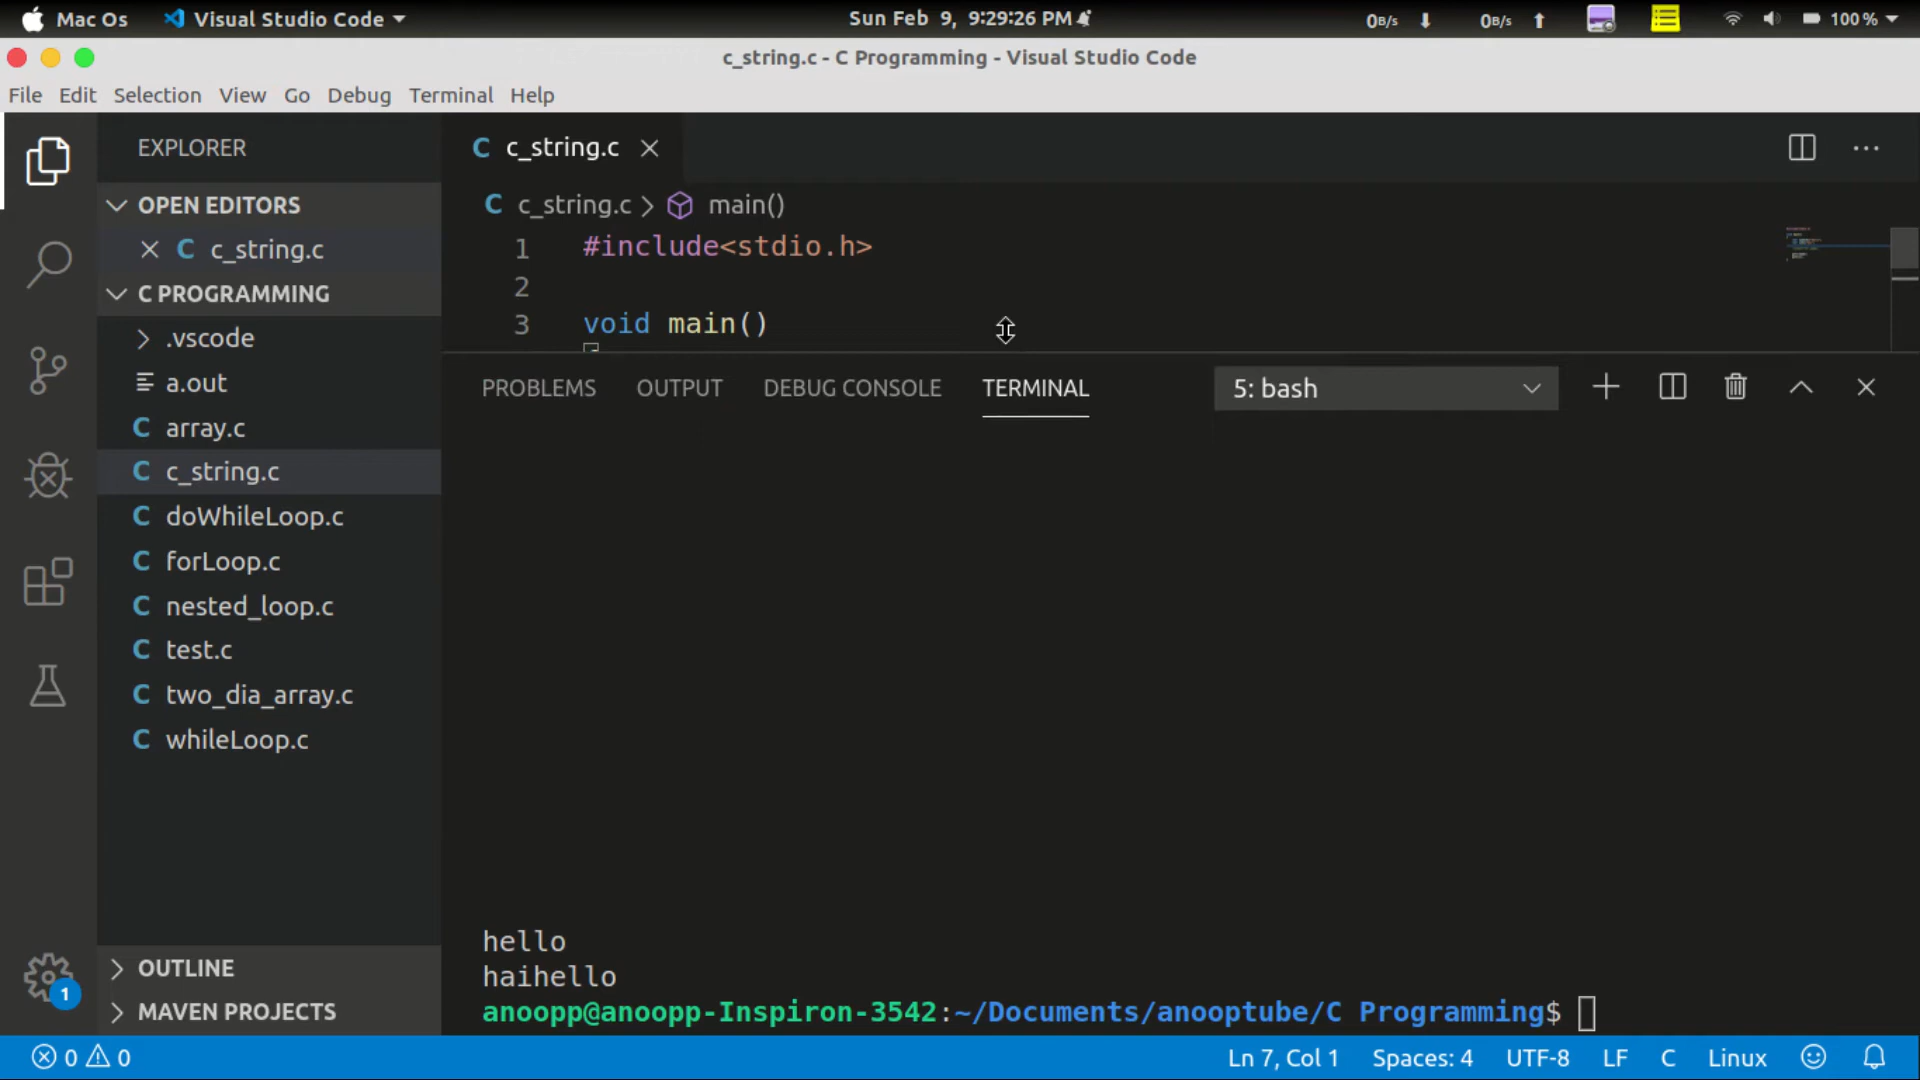 Mac Os Visual Studio Code Sun Feb 9, 9:29:26 PM 0B/s 0B/s 100 %
c_string.c - C Programming - Visual Studio Code
File Edit Selection View Go Debug Terminal Help
EXPLORER
OPEN EDITORS
C c_string.c
C PROGRAMMING
.vscode
a.out
C array.c
C c_string.c
C doWhileLoop.c
C forLoop.c
C nested_loop.c
C test.c
C two_dia_array.c
C whileLoop.c
OUTLINE
MAVEN PROJECTS
1
C c_string.c
C c_string.c > main()
1 #include<stdio.h>
2
3 void main()
PROBLEMS OUTPUT DEBUG CONSOLE TERMINAL 5: bash
hello
haihello
anoopp@anoopp-Inspiron-3542:~/Documents/anooptube/C Programming$
0 0 Ln 7, Col 1 Spaces: 4 UTF-8 LF C Linux